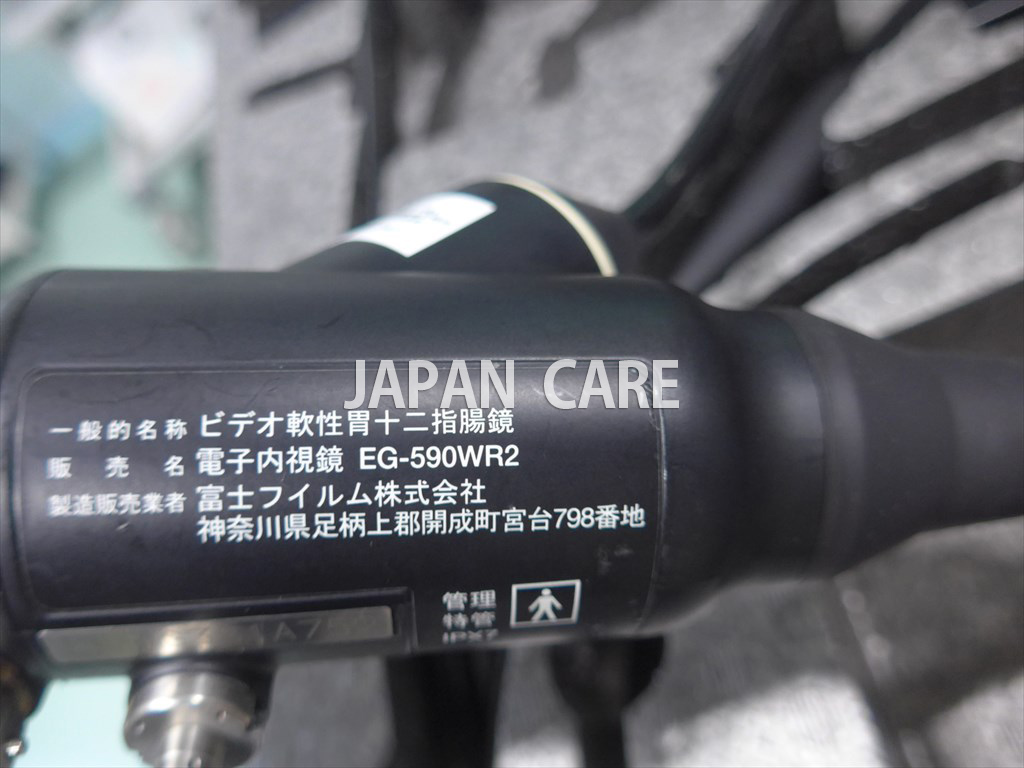 JAPAN CARE
一般的名称 ビデオ軟性胃十二指腸鏡
販売名 電子内視鏡 EG-590WR2
製造販売業者 富士フイルム株式会社
神奈川県足柄上郡開成町宮台798番地
管理
特管
IPX7